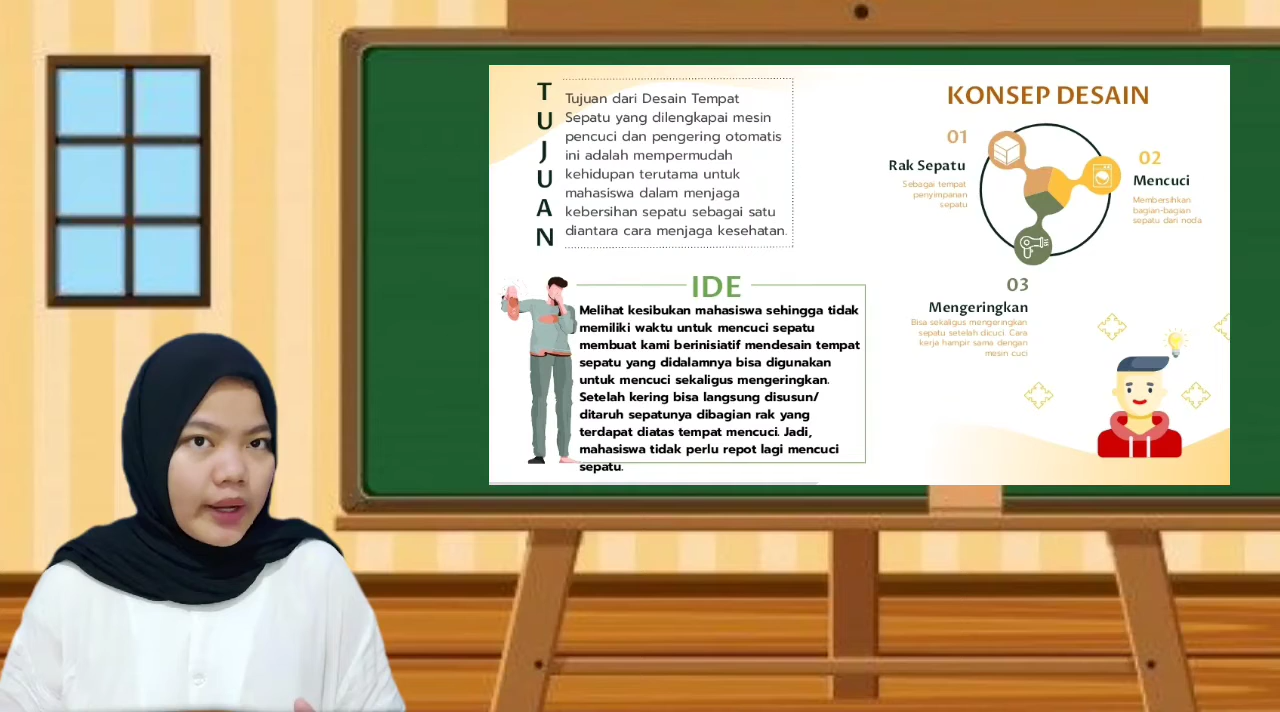 TUJUAN
Tujuan dari Desain Tempat
Sepatu yang dilengkapai mesin
pencuci dan pengering otomatis
ini adalah mempermudah
kehidupan terutama untuk
mahasiswa dalam menjaga
kebersihan sepatu sebagai satu
diantara cara menjaga kesehatan.
IDE
Melihat kesibukan mahasiswa sehingga tidak
memiliki waktu untuk mencuci sepatu
membuat kami berinisiatif mendesain tempat
sepatu yang didalamnya bisa digunakan
untuk mencuci sekaligus mengeringkan.
Setelah kering bisa langsung disusun/
ditaruh sepatunya dibagian rak yang
terdapat diatas tempat mencuci. Jadi,
mahasiswa tidak perlu repot lagi mencuci
sepatu.
KONSEP DESAIN
01
Rak Sepatu
Sebagai tempat
penyimpanan
sepatu
02
Mencuci
Membersihkan
bagian-bagian
sepatu dari noda
03
Mengeringkan
Bisa sekaligus mengeringkan
sepatu setelah dicuci. Cara
kerja hampir sama dengan
mesin cuci